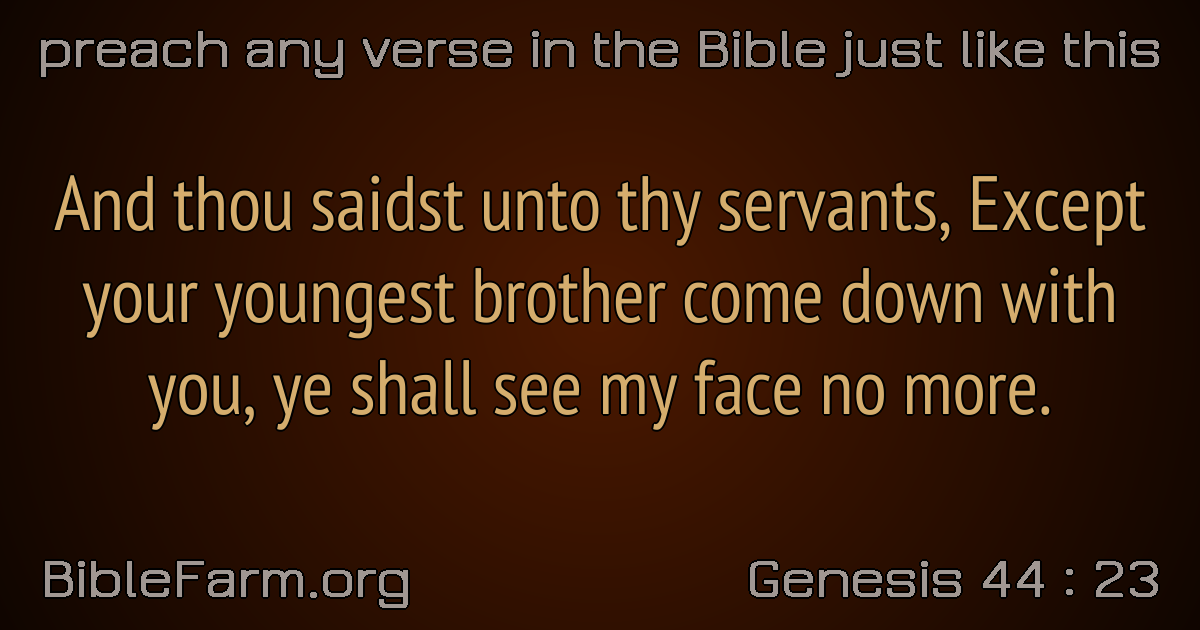 preach any verse in the Bible just like this
And thou saidst unto thy servants, Except
your youngest brother come down with
you, ye shall see my face no more.
BibleFarm.org
Genesis 44 : 23